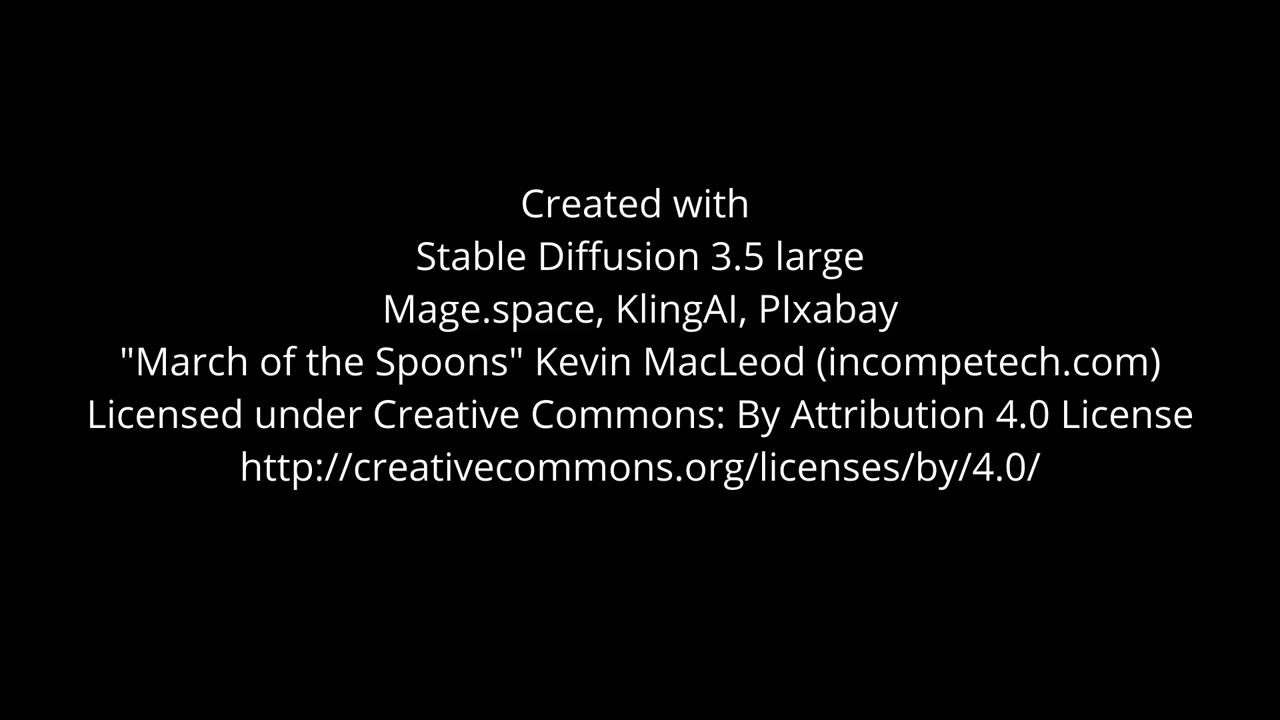 Created with
Stable Diffusion 3.5 large
Mage.space, KlingAI, PIxabay
"March of the Spoons" Kevin MacLeod (incompetech.com)
Licensed under Creative Commons: By Attribution 4.0 License
http://creativecommons.org/licenses/by/4.0/